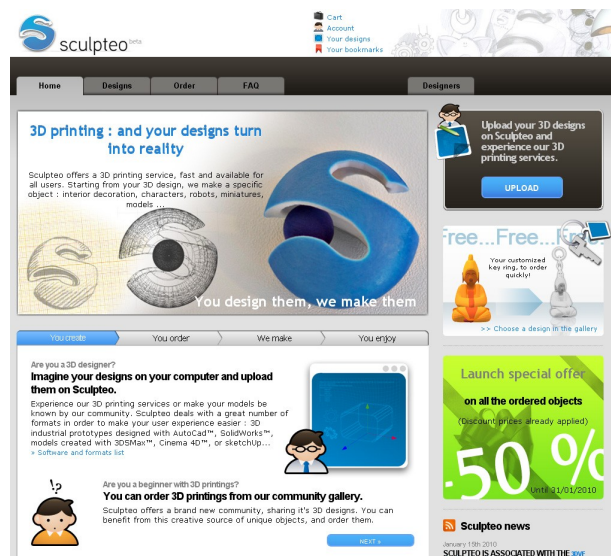 sculpteo beta
Cart
Account
Your designs
Your bookmarks
Home
Designs
Order
FAQ
Designers
3D printing : and your designs turn
into reality
Sculpteo offers a 3D printing service, fast and available for
all users. Starting from your 3D design, we make a specific
object : interior decoration, characters, robots, miniatures,
models ...
You design them, we make them
Upload your 3D designs
on Sculpteo and
experience our 3D
printing services.
UPLOAD
Free...Free...Free
Your customized
key ring, to order
quickly!
>> Choose a design in the gallery
You create
You order
We make
You enjoy
Are you a 3D designer?
Imagine your designs on your computer and upload
them on Sculpteo.
Experience our 3D printing services or make your models be
known by our community. Sculpteo deals with a great number of
formats in order to make your user experience easier : 3D
industrial prototypes designed with AutoCad™, SolidWorks™,
models created with 3DSMax™, Cinema 4D™, or sketchUp...
» Software and formats list
!?
Are you a beginner with 3D printings?
You can order 3D printings from our community gallery.
Sculpteo offers a brand new community, sharing it's 3D designs. You can
benefit from this creative source of unique objects, and order them.
NEXT »
Launch special offer
on all the ordered objects
(Discount prices already applied)
-50 %
Until 31/01/2010
Sculpteo news
January 15th 2010
SCULPTEO IS ASSOCIATED WITH THE 3DVF